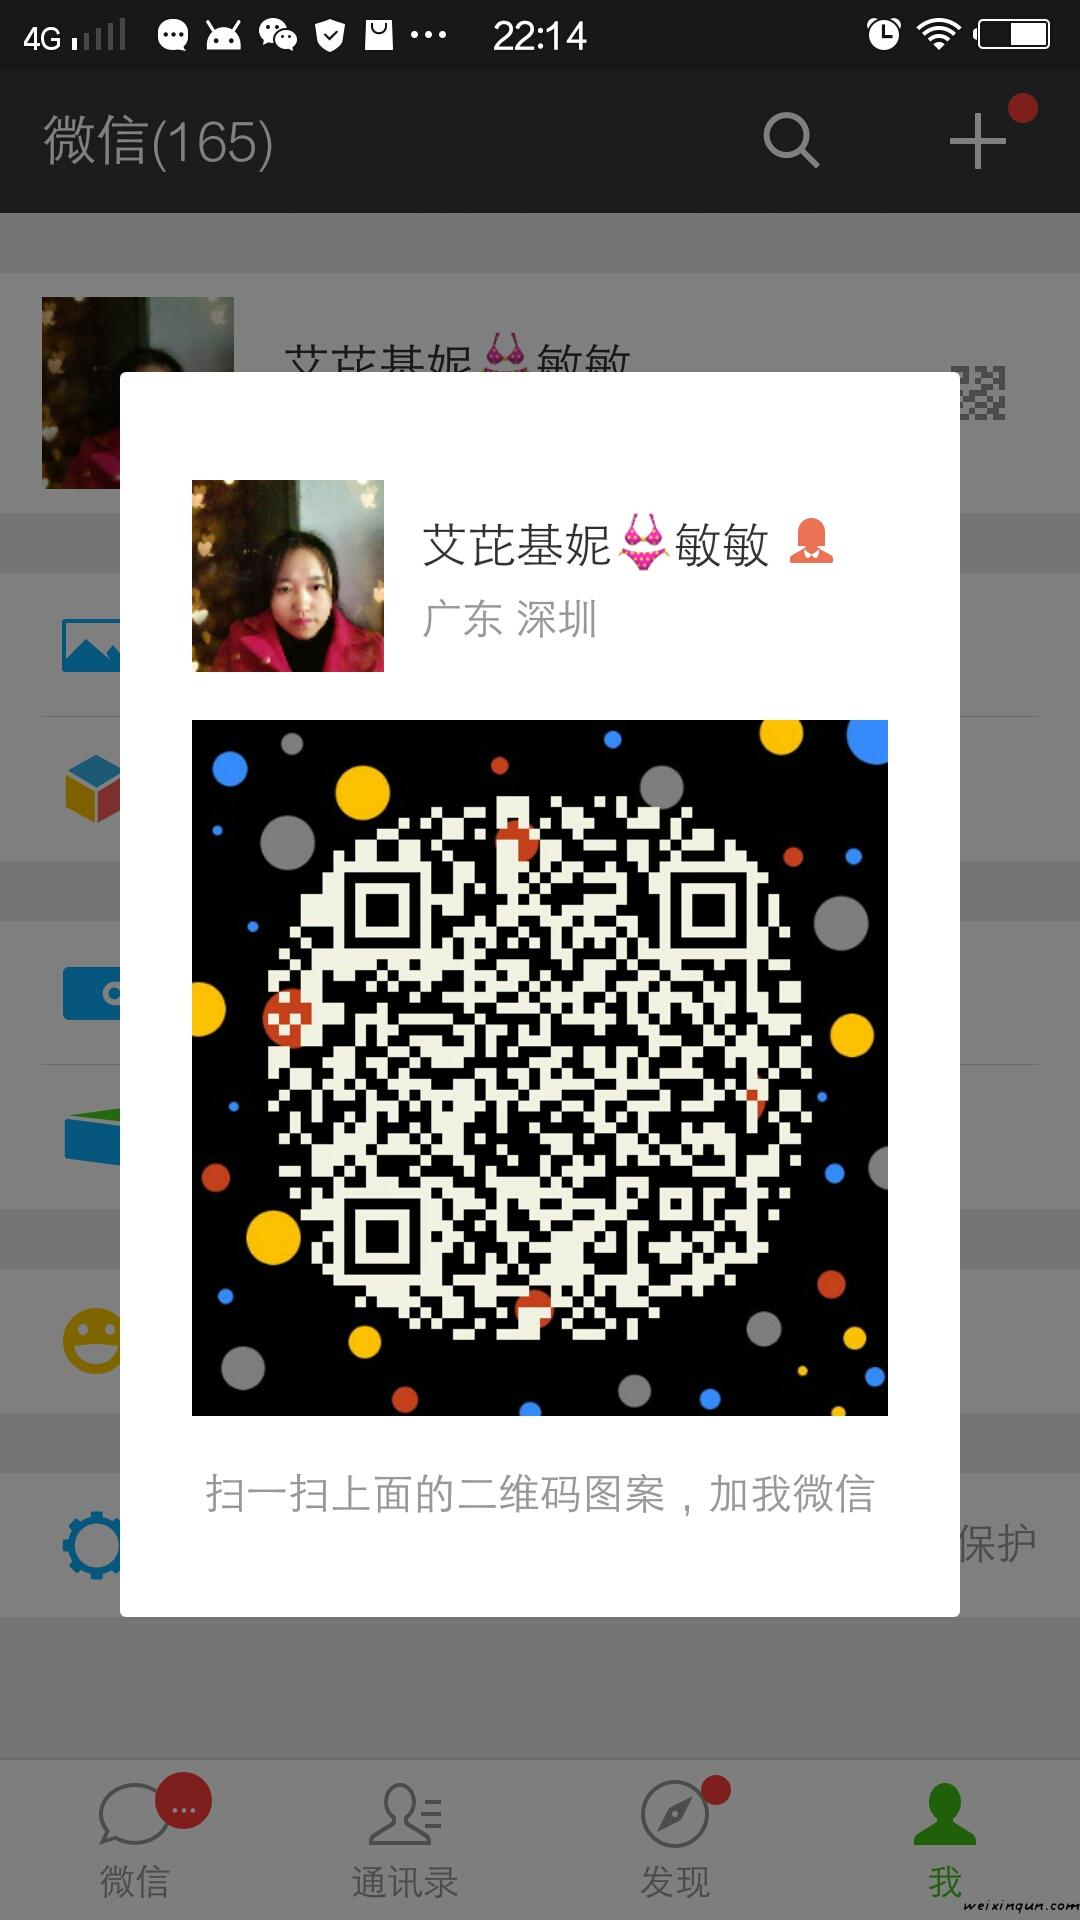 4G 22:14
微信(165)
艾芘基妮👙敏敏
艾芘基妮👙敏敏
广东 深圳
扫一扫上面的二维码图案，加我微信
保护
微信
通讯录
发现
我
weixinqun.com